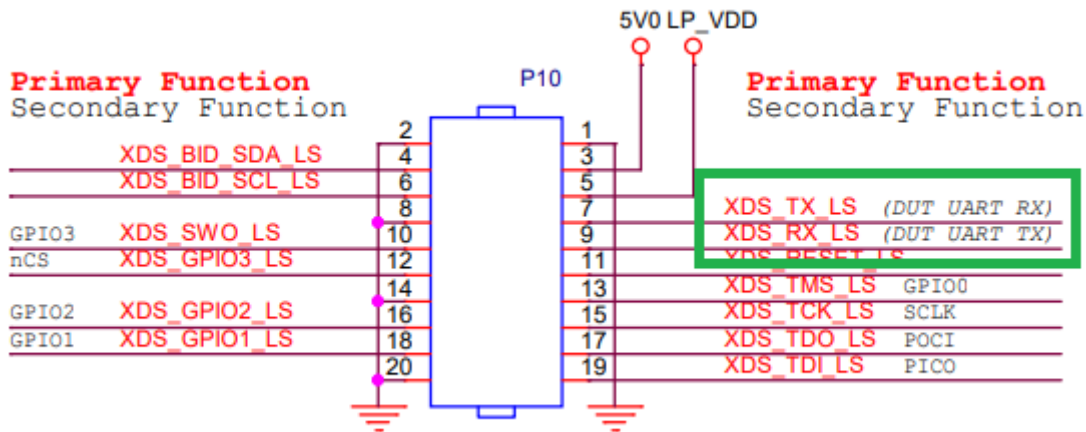 5V0 LP_VDD
P10
Primary Function
Secondary Function
Primary Function
Secondary Function
2
1
XDS_BID_SDA_LS 4
3
XDS_BID_SCL_LS 6
5
8
7 XDS_TX_LS (DUT UART RX)
GPIO3 XDS_SWO_LS 10
9 XDS_RX_LS (DUT UART TX)
nCS XDS_GPIO3_LS 12
11 XDS_RESET_LS
14
13 XDS_TMS_LS GPIO0
GPIO2 XDS_GPIO2_LS 16
15 XDS_TCK_LS SCLK
GPIO1 XDS_GPIO1_LS 18
17 XDS_TDO_LS POCI
20
19 XDS_TDI_LS PICO